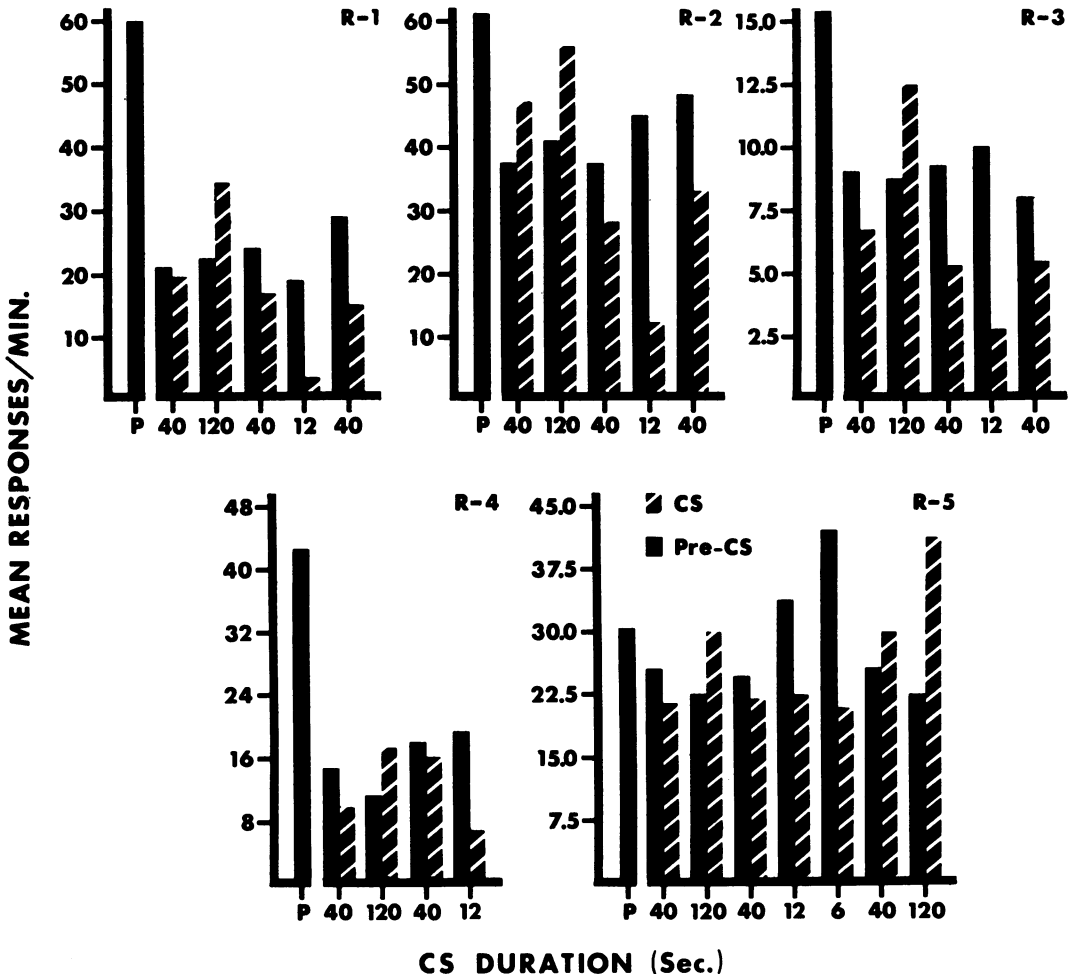 MEAN RESPONSES/MIN.
R-1
60
50
40
30
20
10
P 40 120 40 12 40
R-2
60
50
40
30
20
10
P 40 120 40 12 40
R-3
15.0
12.5
10.0
7.5
5.0
2.5
P 40 120 40 12 40
R-4
48
40
32
24
16
8
P 40 120 40 12
R-5
CS
Pre-CS
45.0
37.5
30.0
22.5
15.0
7.5
P 40 120 40 12 6 40 120
CS DURATION (Sec.)